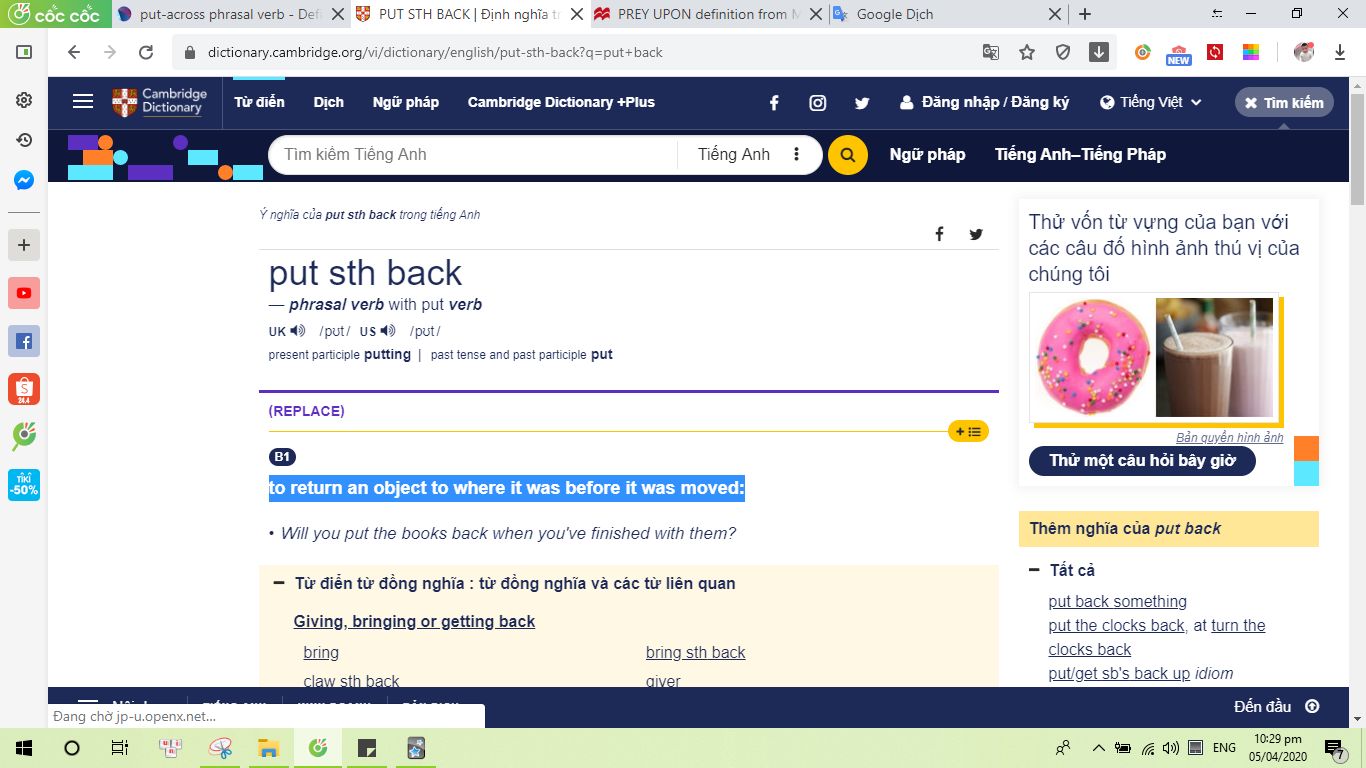 cốc cốc
put-across phrasal verb - Defi
PUT STH BACK | Định nghĩa tr
PREY UPON definition from M
Google Dịch
dictionary.cambridge.org/vi/dictionary/english/put-sth-back?q=put+back
NEW
Cambridge
Dictionary
Từ điển Dịch Ngữ pháp Cambridge Dictionary +Plus
Đăng nhập / Đăng ký
Tiếng Việt
Tìm kiếm
Tìm kiếm Tiếng Anh
Tiếng Anh
Ngữ pháp Tiếng Anh–Tiếng Pháp
Ý nghĩa của put sth back trong tiếng Anh
put sth back
— phrasal verb with put verb
UK /pʊt/ US /pʊt/
present participle putting | past tense and past participle put
(REPLACE)
B1
to return an object to where it was before it was moved:
• Will you put the books back when you've finished with them?
Từ điển từ đồng nghĩa : từ đồng nghĩa và các từ liên quan
Giving, bringing or getting back
bring
bring sth back
claw sth back
giver
Thử vốn từ vựng của bạn với
các câu đố hình ảnh thú vị của
chúng tôi
Bản quyền hình ảnh
Thử một câu hỏi bây giờ
Thêm nghĩa của put back
Tất cả
put back something
put the clocks back, at turn the
clocks back
put/get sb's back up idiom
Đến đầu
Đang chờ jp-u.openx.net...
24.4
TIKI
-50%
ENG
10:29 pm
05/04/2020
7